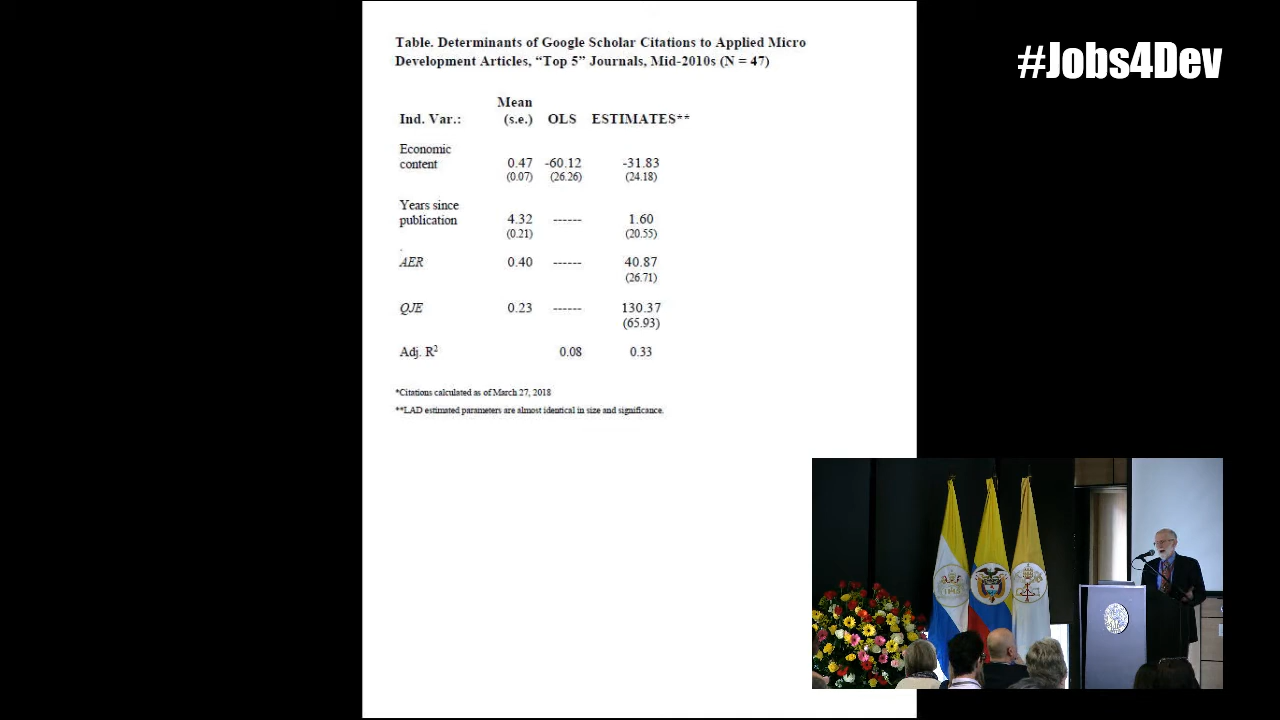 Table. Determinants of Google Scholar Citations to Applied Micro
Development Articles, “Top 5” Journals, Mid-2010s (N = 47)
#Jobs4Dev
Mean
Ind. Var.: (s.e.) OLS ESTIMATES**
Economic
content 0.47 -60.12 -31.83
(0.07) (26.26) (24.18)
Years since
publication 4.32 ------ 1.60
(0.21) (20.55)
AER 0.40 ------ 40.87
(26.71)
QJE 0.23 ------ 130.37
(65.93)
Adj. R² 0.08 0.33
*Citations calculated as of March 27, 2018
**LAD estimated parameters are almost identical in size and significance.